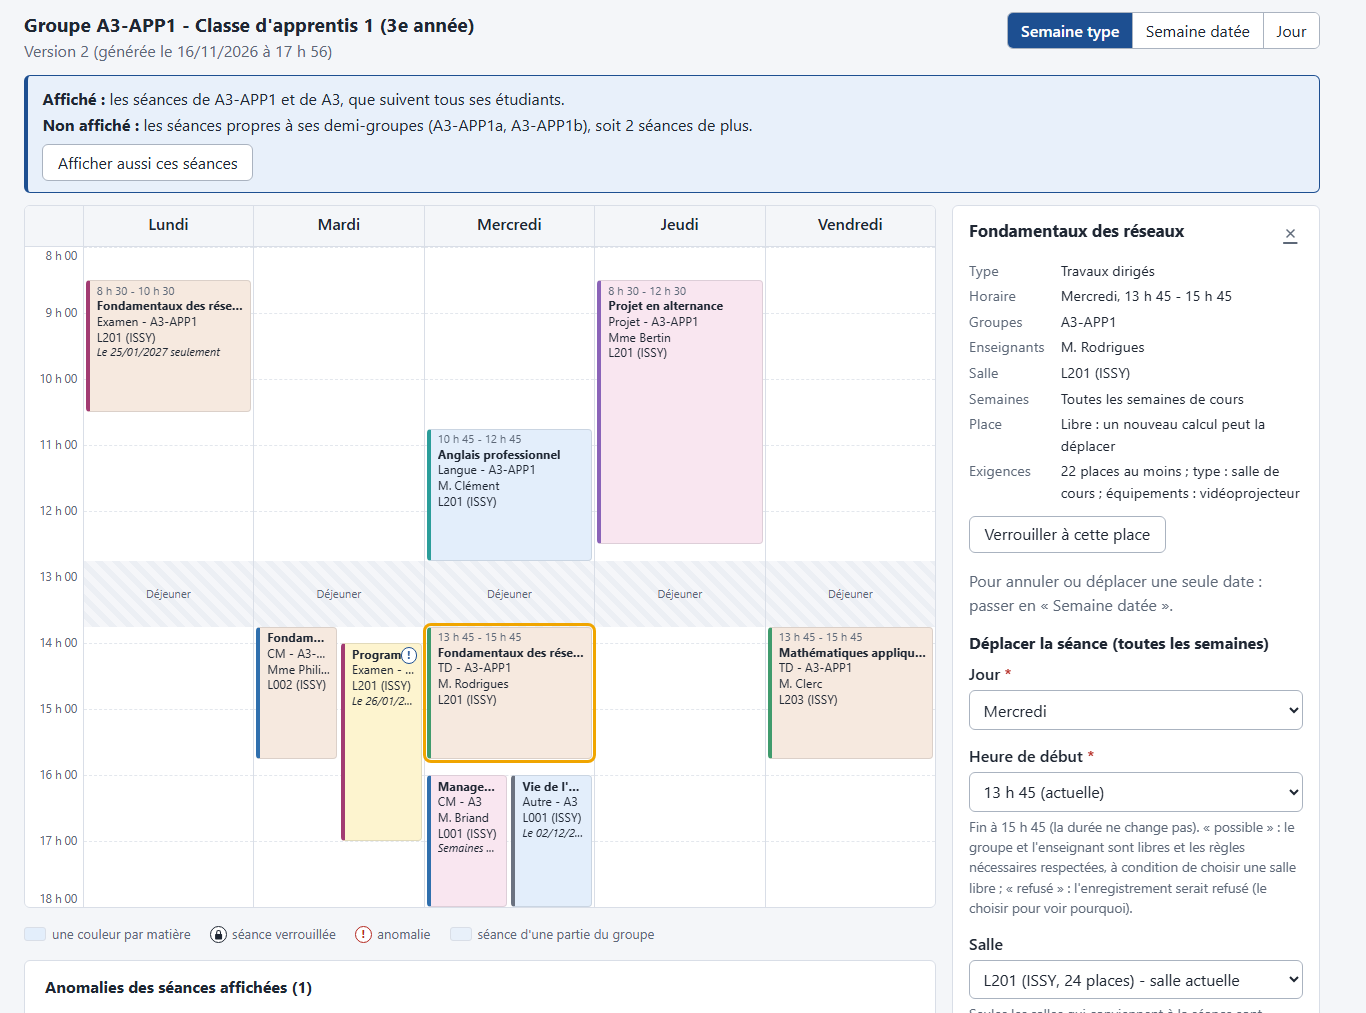 Groupe A3-APP1 - Classe d'apprentis 1 (3e année)
Version 2 (générée le 16/11/2026 à 17 h 56)
Semaine type
Semaine datée
Jour
Affiché : les séances de A3-APP1 et de A3, que suivent tous ses étudiants.
Non affiché : les séances propres à ses demi-groupes (A3-APP1a, A3-APP1b), soit 2 séances de plus.
Afficher aussi ces séances
Lundi
Mardi
Mercredi
Jeudi
Vendredi
8 h 00
9 h 00
10 h 00
11 h 00
12 h 00
13 h 00
14 h 00
15 h 00
16 h 00
17 h 00
18 h 00
8 h 30 - 10 h 30
Fondamentaux des rése...
Examen - A3-APP1
L201 (ISSY)
Le 25/01/2027 seulement
Déjeuner
Déjeuner
Déjeuner
Déjeuner
Déjeuner
Fondam...
CM - A3-...
Mme Phili...
L002 (ISSY)
Program
!
Examen - ...
L201 (ISSY)
Le 26/01/2...
10 h 45 - 12 h 45
Anglais professionnel
Langue - A3-APP1
M. Clément
L201 (ISSY)
13 h 45 - 15 h 45
Fondamentaux des rése...
TD - A3-APP1
M. Rodrigues
L201 (ISSY)
Manage...
CM - A3
M. Briand
L001 (ISSY)
Semaines ...
Vie de l'...
Autre - A3
L001 (ISSY)
Le 02/12/2...
8 h 30 - 12 h 30
Projet en alternance
Projet - A3-APP1
Mme Bertin
L201 (ISSY)
13 h 45 - 15 h 45
Mathématiques appliqu...
TD - A3-APP1
M. Clerc
L203 (ISSY)
une couleur par matière
séance verrouillée
! anomalie
séance d'une partie du groupe
Anomalies des séances affichées (1)
Fondamentaux des réseaux
×
Type Travaux dirigés
Horaire Mercredi, 13 h 45 - 15 h 45
Groupes A3-APP1
Enseignants M. Rodrigues
Salle L201 (ISSY)
Semaines Toutes les semaines de cours
Place Libre : un nouveau calcul peut la
déplacer
Exigences 22 places au moins ; type : salle de
cours ; équipements : vidéoprojecteur
Verrouiller à cette place
Pour annuler ou déplacer une seule date :
passer en « Semaine datée ».
Déplacer la séance (toutes les semaines)
Jour *
Mercredi
Heure de début *
13 h 45 (actuelle)
Fin à 15 h 45 (la durée ne change pas). « possible » : le
groupe et l'enseignant sont libres et les règles
nécessaires respectées, à condition de choisir une salle
libre ; « refusé » : l'enregistrement serait refusé (le
choisir pour voir pourquoi).
Salle
L201 (ISSY, 24 places) - salle actuelle